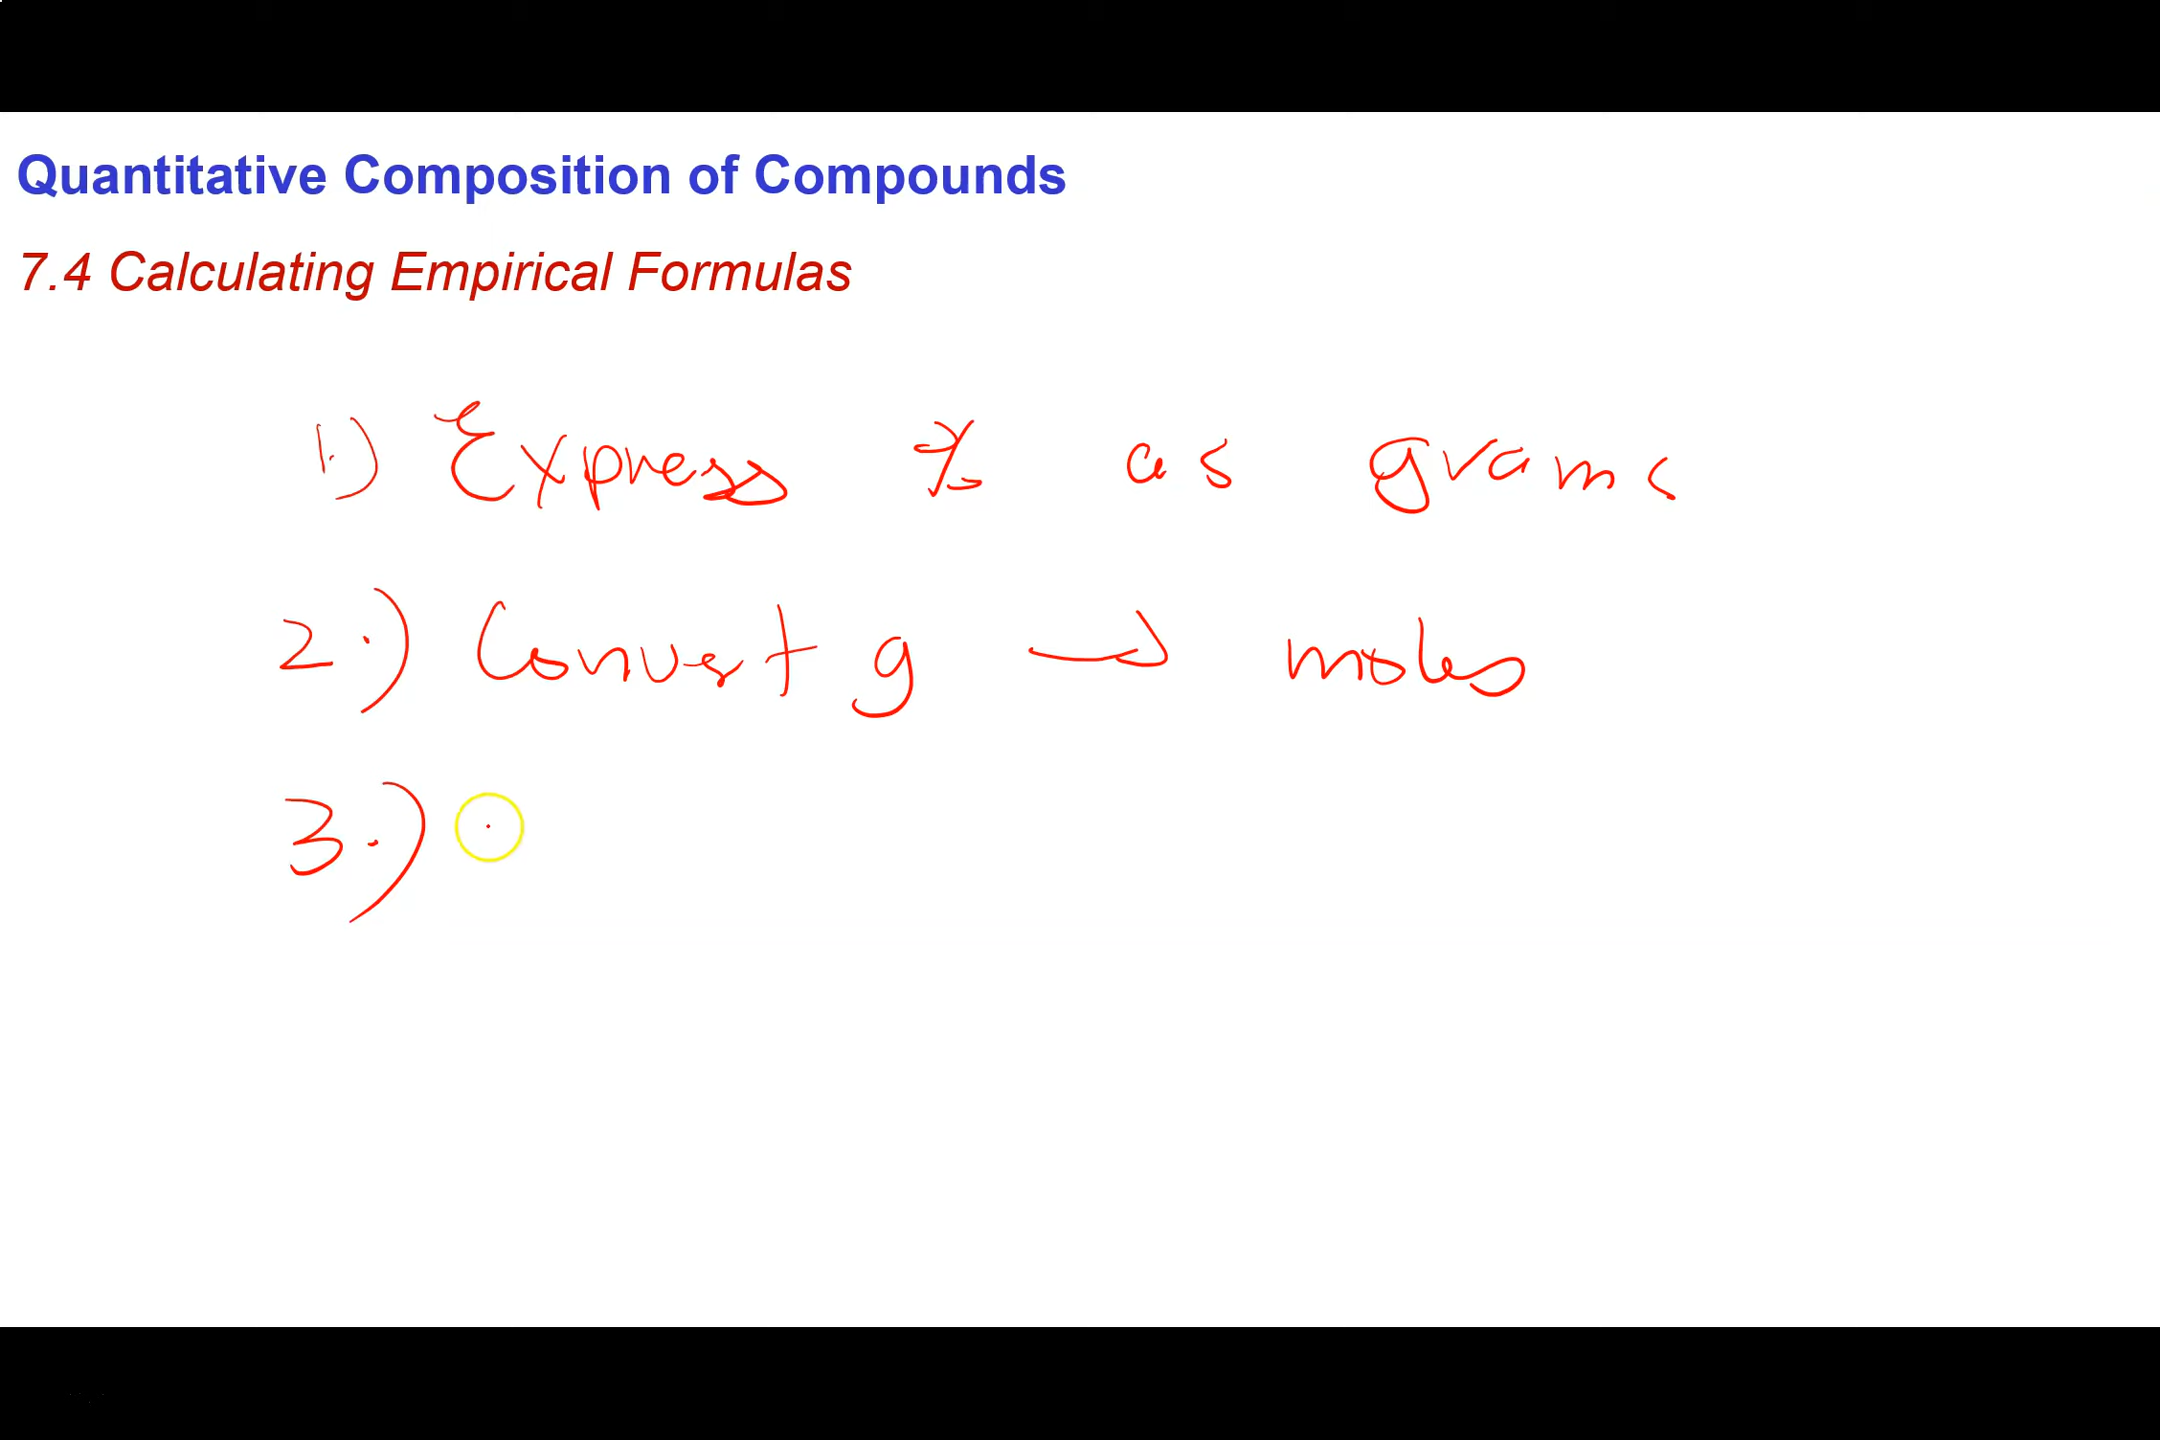 Quantitative Composition of Compounds
7.4 Calculating Empirical Formulas
1.) Express % as grams
2.) Convert g → moles
3.)